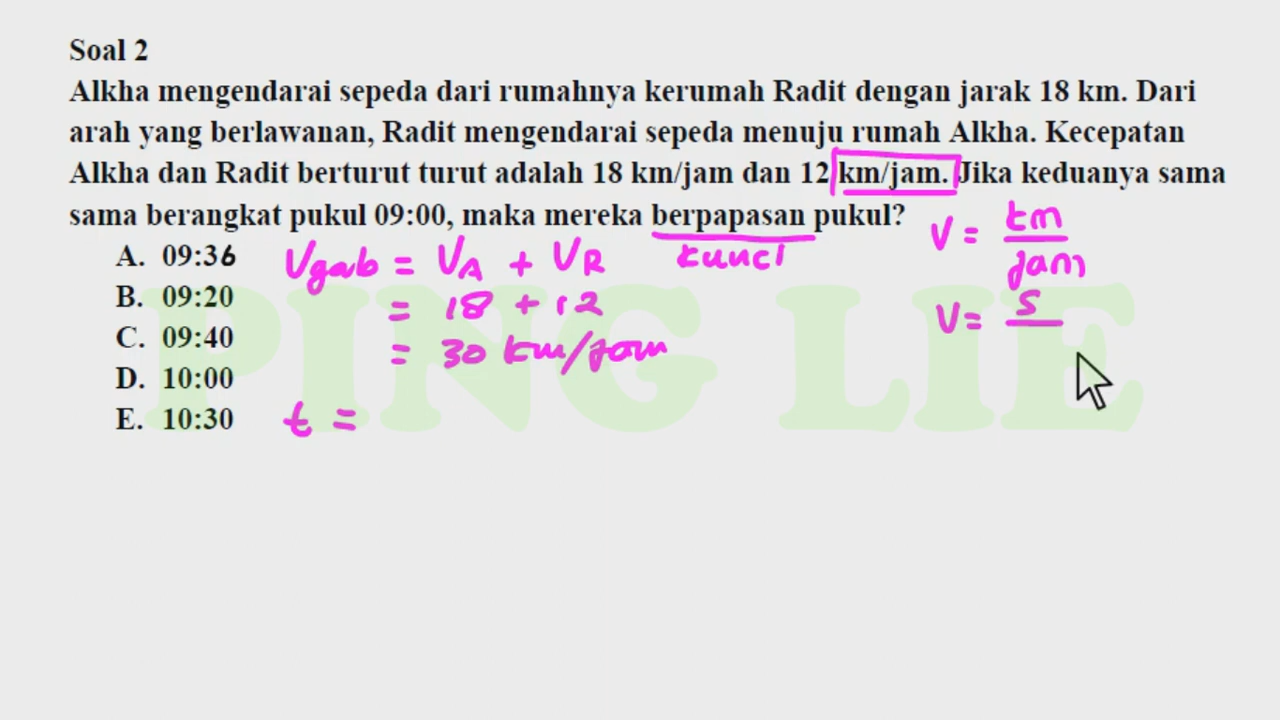 Soal 2
Alkha mengendarai sepeda dari rumahnya kerumah Radit dengan jarak 18 km. Dari
arah yang berlawanan, Radit mengendarai sepeda menuju rumah Alkha. Kecepatan
Alkha dan Radit berturut turut adalah 18 km/jam dan 12 km/jam. Jika keduanya sama
sama berangkat pukul 09:00, maka mereka berpapasan pukul?
A. 09:36
B. 09:20
C. 09:40
D. 10:00
E. 10:30
Vgab = VA + VR
= 18 + 12
= 30 km/jam
t =
kunci
V = km
jam
V = S
PING LIE